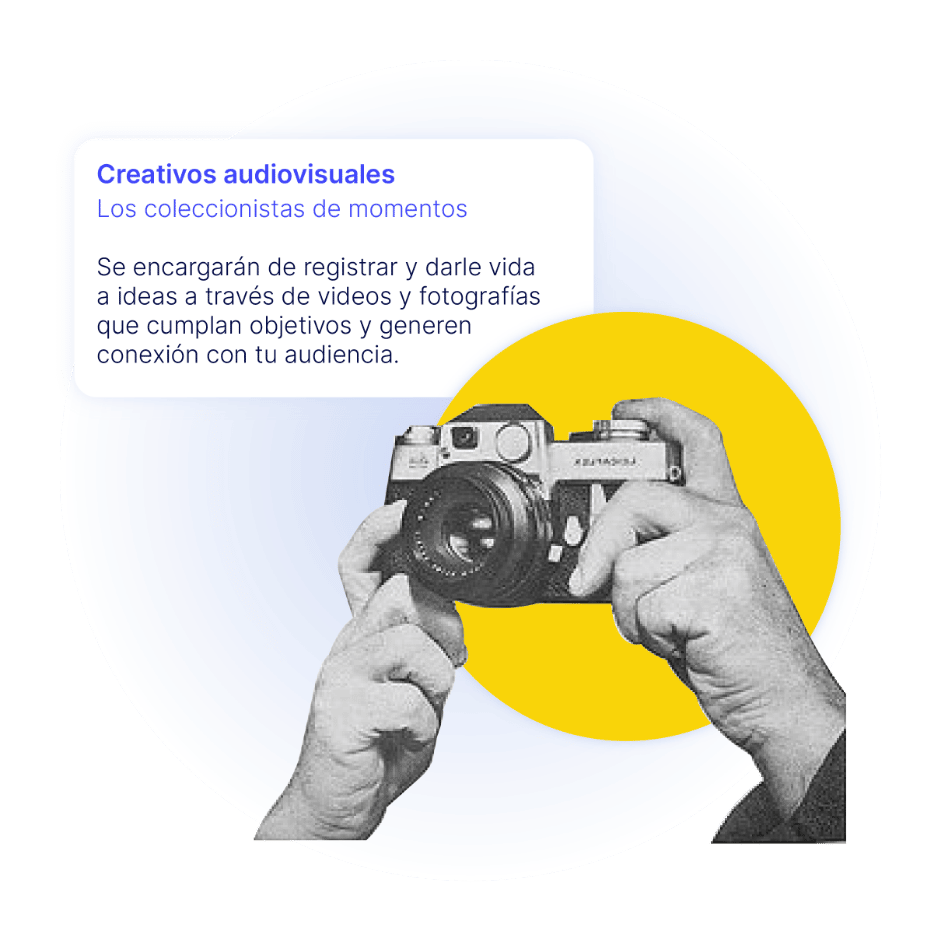 Creativos audiovisuales
Los coleccionistas de momentos
Se encargarán de registrar y darle vida
a ideas a través de videos y fotografías
que cumplan objetivos y generen
conexión con tu audiencia.
LEICAFLEX